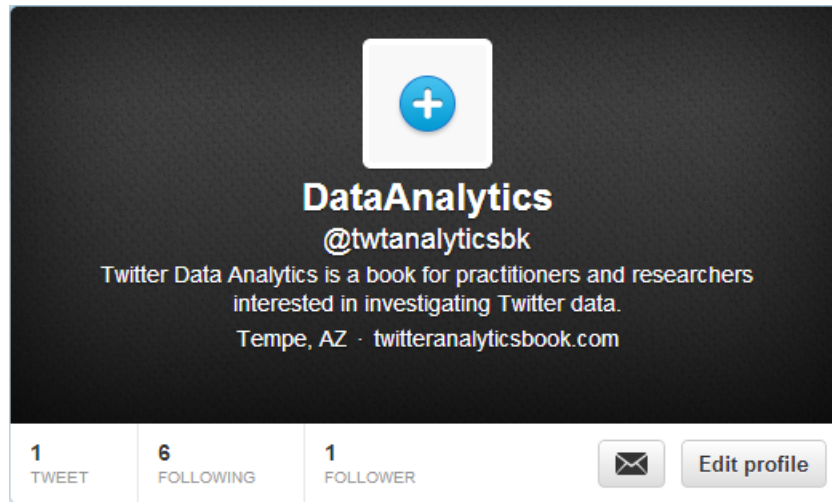 DataAnalytics
@twtanalyticsbk
Twitter Data Analytics is a book for practitioners and researchers
interested in investigating Twitter data.
Tempe, AZ · twitteranalyticsbook.com
1 6 1
TWEET FOLLOWING FOLLOWER Edit profile